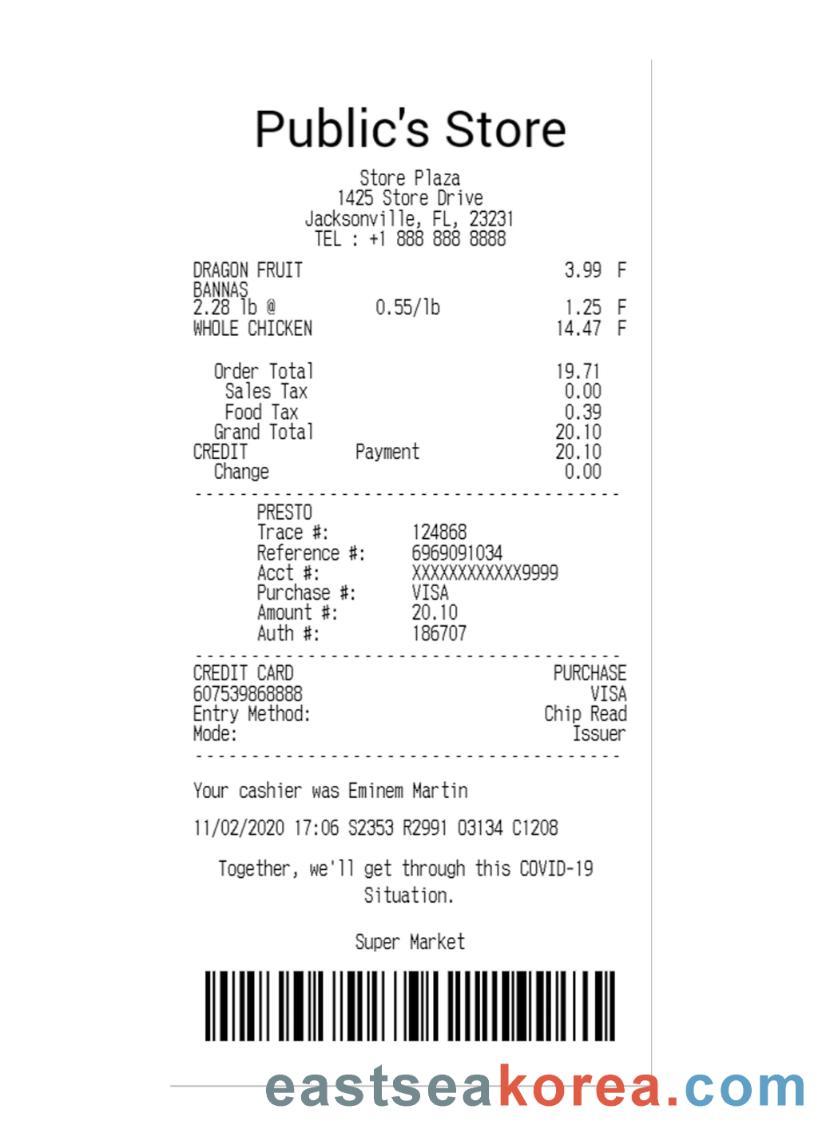 Public's Store
Store Plaza
1425 Store Drive
Jacksonville, FL, 23231
TEL : +1 888 888 8888
DRAGON FRUIT 3.99 F
BANNAS
2.28 lb @ 0.55/lb 1.25 F
WHOLE CHICKEN 14.47 F
Order Total 19.71
Sales Tax 0.00
Food Tax 0.39
Grand Total 20.10
CREDIT Payment 20.10
Change 0.00
PRESTO
Trace #: 124868
Reference #: 6969091034
Acct #: XXXXXXXXXXXX9999
Purchase #: VISA
Amount #: 20.10
Auth #: 186707
CREDIT CARD PURCHASE
607539868888 VISA
Entry Method: Chip Read
Mode: Issuer
Your cashier was Eminem Martin
11/02/2020 17:06 S2353 R2991 O3134 C1208
Together, we'll get through this COVID-19
Situation.
Super Market
eastseakorea.com